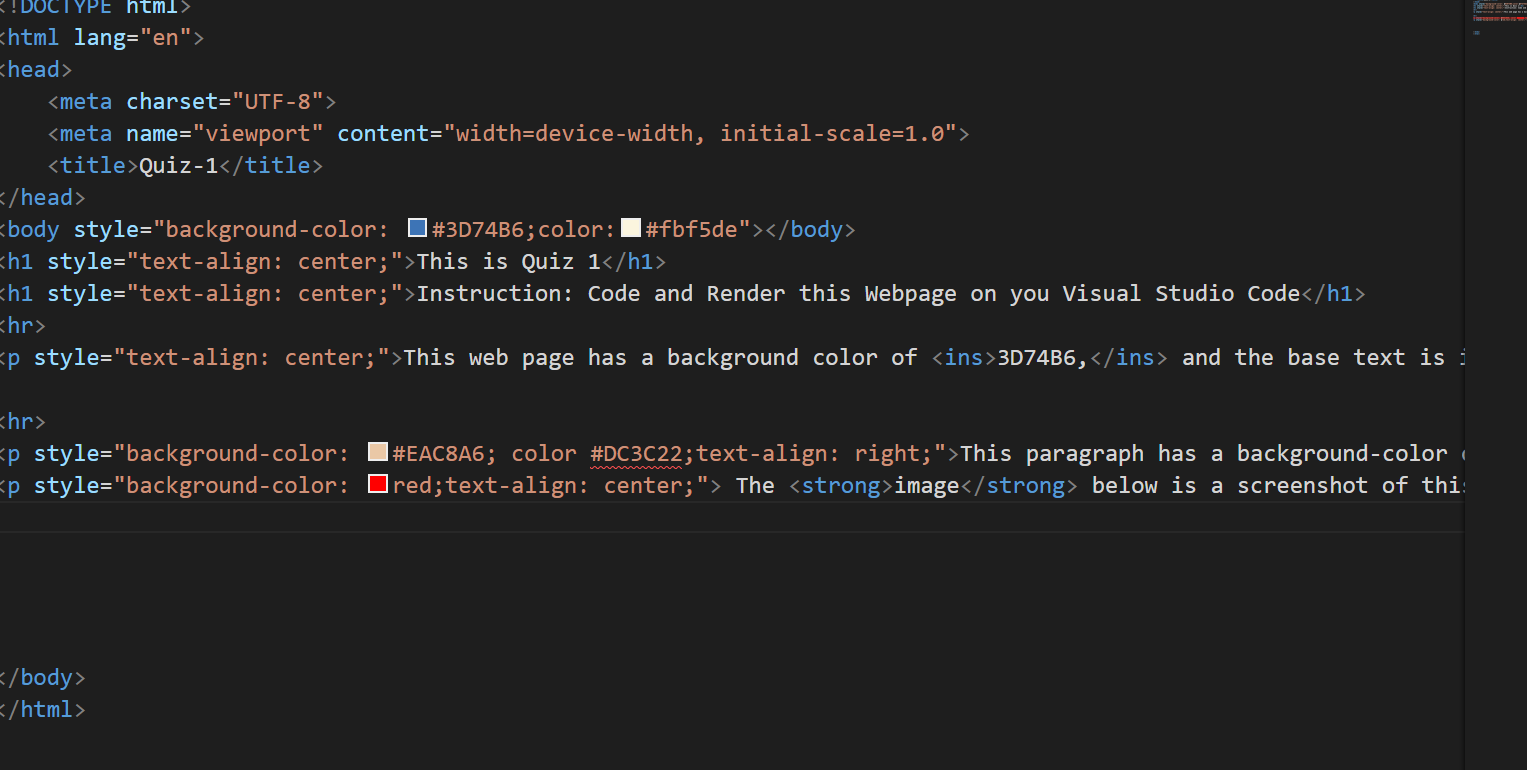 <!DOCTYPE html>
<html lang="en">
<head>
    <meta charset="UTF-8">
    <meta name="viewport" content="width=device-width, initial-scale=1.0">
    <title>Quiz-1</title>
</head>
<body style="background-color: #3D74B6;color:#fbf5de"></body>
<h1 style="text-align: center;">This is Quiz 1</h1>
<h1 style="text-align: center;">Instruction: Code and Render this Webpage on you Visual Studio Code</h1>
<hr>
<p style="text-align: center;">This web page has a background color of <ins>3D74B6,</ins> and the base text is
<hr>
<p style="background-color: #EAC8A6; color #DC3C22;text-align: right;">This paragraph has a background-color
<p style="background-color: red;text-align: center;"> The <strong>image</strong> below is a screenshot of this
</body>
</html>